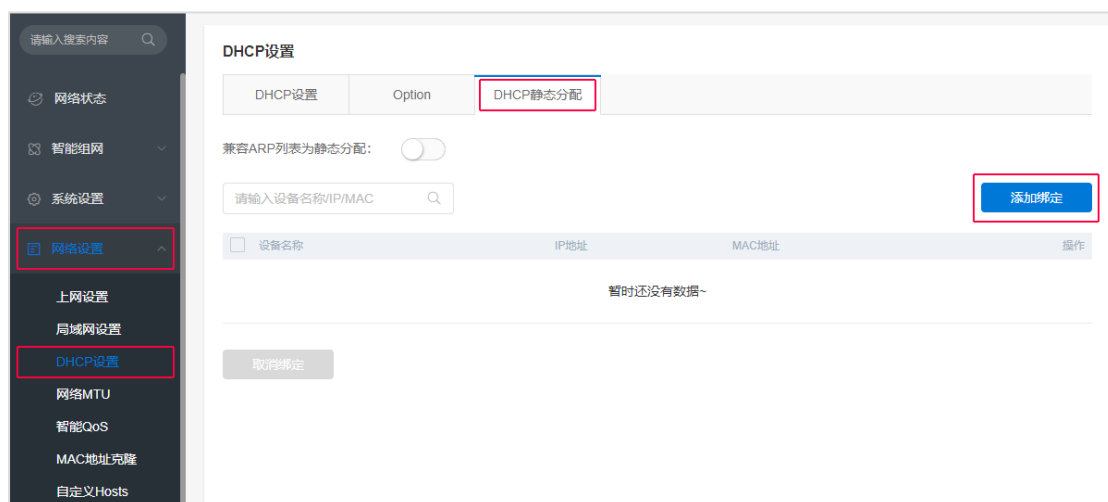 请输入搜索内容
网络状态
智能组网
系统设置
网络设置
上网设置
局域网设置
DHCP设置
网络MTU
智能QoS
MAC地址克隆
自定义Hosts
DHCP设置
DHCP设置 Option DHCP静态分配
兼容ARP列表为静态分配：
请输入设备名称/IP/MAC 添加绑定
设备名称 IP地址 MAC地址 操作
暂时还没有数据~
取消绑定